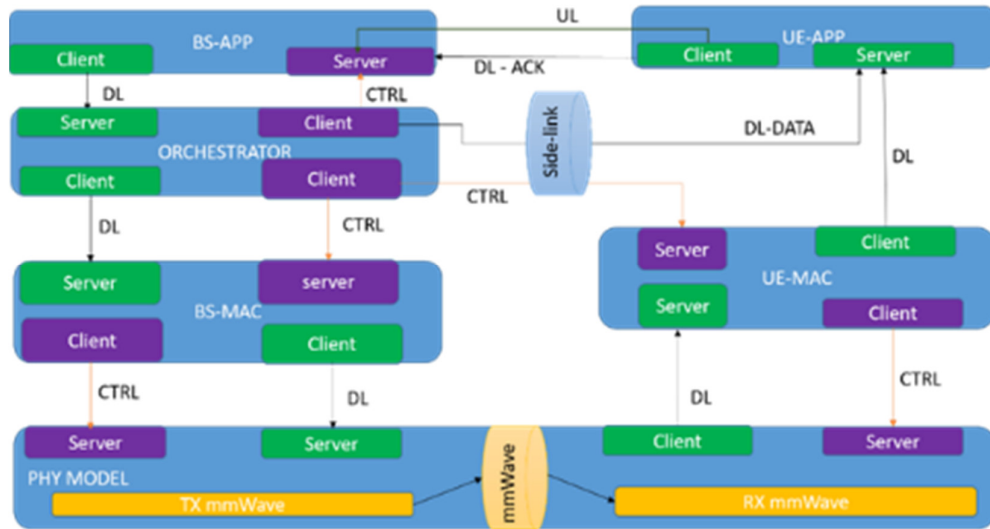 UL
BS-APP
UE-APP
Client
Server
Client
Server
DL - ACK
DL
CTRL
Server
Client
Side-link
DL-DATA
ORCHESTRATOR
DL
Client
Client
CTRL
DL
CTRL
Server
Client
Server
server
UE-MAC
Server
BS-MAC
Client
Client
Client
CTRL
DL
DL
CTRL
Server
Server
Client
Server
PHY MODEL
mmWave
TX mmWave
RX mmWave